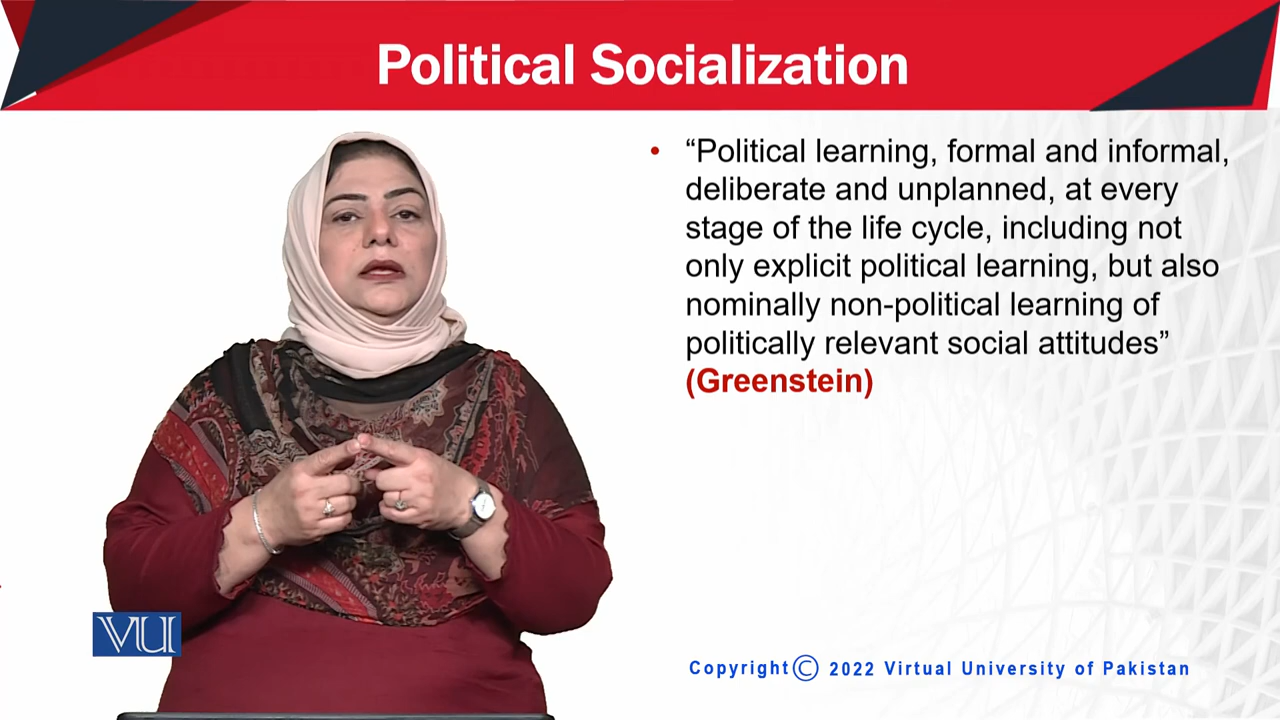 Political Socialization
• “Political learning, formal and informal,
deliberate and unplanned, at every
stage of the life cycle, including not
only explicit political learning, but also
nominally non-political learning of
politically relevant social attitudes”
(Greenstein)
VU
Copyright© 2022 Virtual University of Pakistan